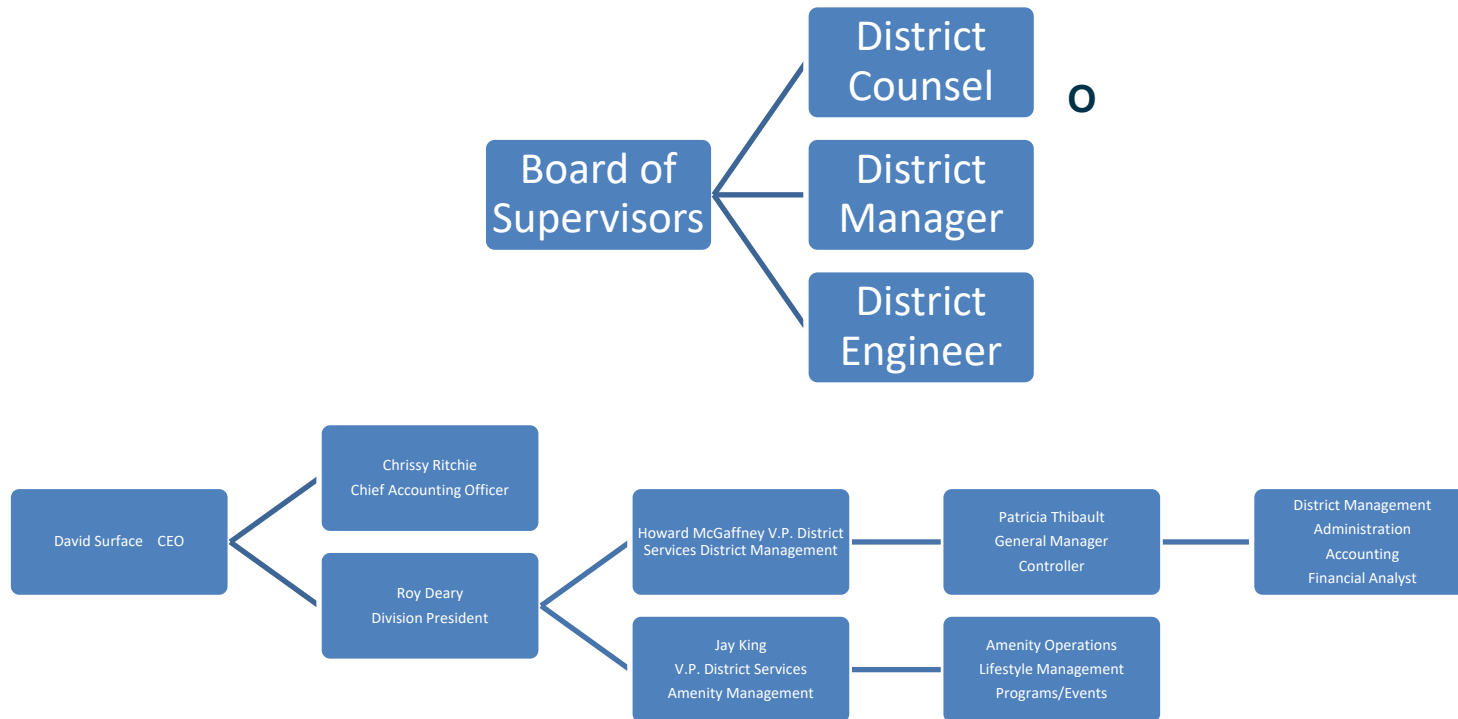 District
Counsel
O
Board of
Supervisors
District
Manager
District
Engineer
David Surface CEO
Chrissy Ritchie
Chief Accounting Officer
Roy Deary
Division President
Howard McGaffney V.P. District
Services District Management
Patricia Thibault
General Manager
Controller
District Management
Administration
Accounting
Financial Analyst
Jay King
V.P. District Services
Amenity Management
Amenity Operations
Lifestyle Management
Programs/Events